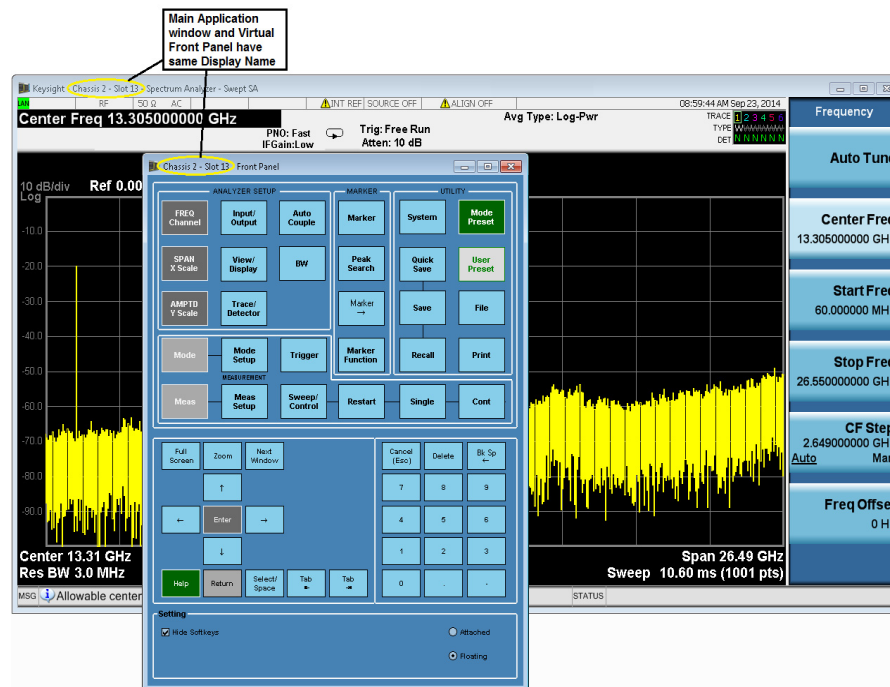 Main Application
window and Virtual
Front Panel have
same Display Name
Keysight Chassis 2 - Slot 13 - Spectrum Analyzer - Swept SA
LXI
RF 50 Ω AC INT REF SOURCE OFF ALIGN OFF 08:59:44 AM Sep 23, 2014
Center Freq 13.305000000 GHz
Avg Type: Log-Pwr
TRACE 1 2 3 4 5 6
TYPE
DET N N N N N N
PNO: Fast
IFGain:Low
Trig: Free Run
Atten: 10 dB
Frequency
Auto Tune
Center Freq
13.305000000 GH
Start Freq
60.000000 MH
Stop Freq
26.550000000 GH
CF Step
2.649000000 GH
Auto Man
Freq Offse
0 H
10 dB/div Ref 0.00
Log
-10.0
-20.0
-30.0
-40.0
-50.0
-60.0
-70.0
-80.0
-90.0
Center 13.31 GHz
Res BW 3.0 MHz
Span 26.49 GHz
Sweep 10.60 ms (1001 pts)
MSG Allowable center
STATUS
Chassis 2 - Slot 13 - Front Panel
ANALYZER SETUP MARKER UTILITY
FREQ
Channel
Input/
Output
Auto
Couple
Marker
System
Mode
Preset
SPAN
X Scale
View/
Display
BW
Peak
Search
Quick
Save
User
Preset
AMPTD
Y Scale
Trace/
Detector
Marker
→
Save
File
Mode
Mode
Setup
Trigger
Marker
Function
Recall
Print
MEASUREMENT
Meas
Meas
Setup
Sweep/
Control
Restart
Single
Cont
Full
Screen
Zoom
Next
Window
Cancel
(Esc)
Delete
Bk Sp
←
↑
7 8 9
← Enter →
4 5 6
↓
1 2 3
Help
Return
Select/
Space
Tab
Tab
0 . -
Setting
Hide Softkeys
Attached
Floating